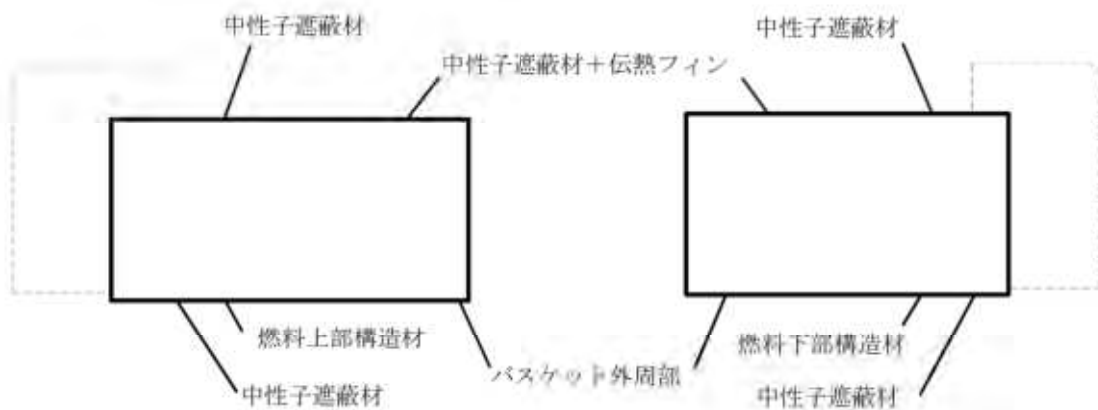 中性子遮蔽材
中性子遮蔽材
中性子遮蔽材＋伝熱フィン
燃料上部構造材
燃料下部構造材
バスケット外周部
中性子遮蔽材
中性子遮蔽材